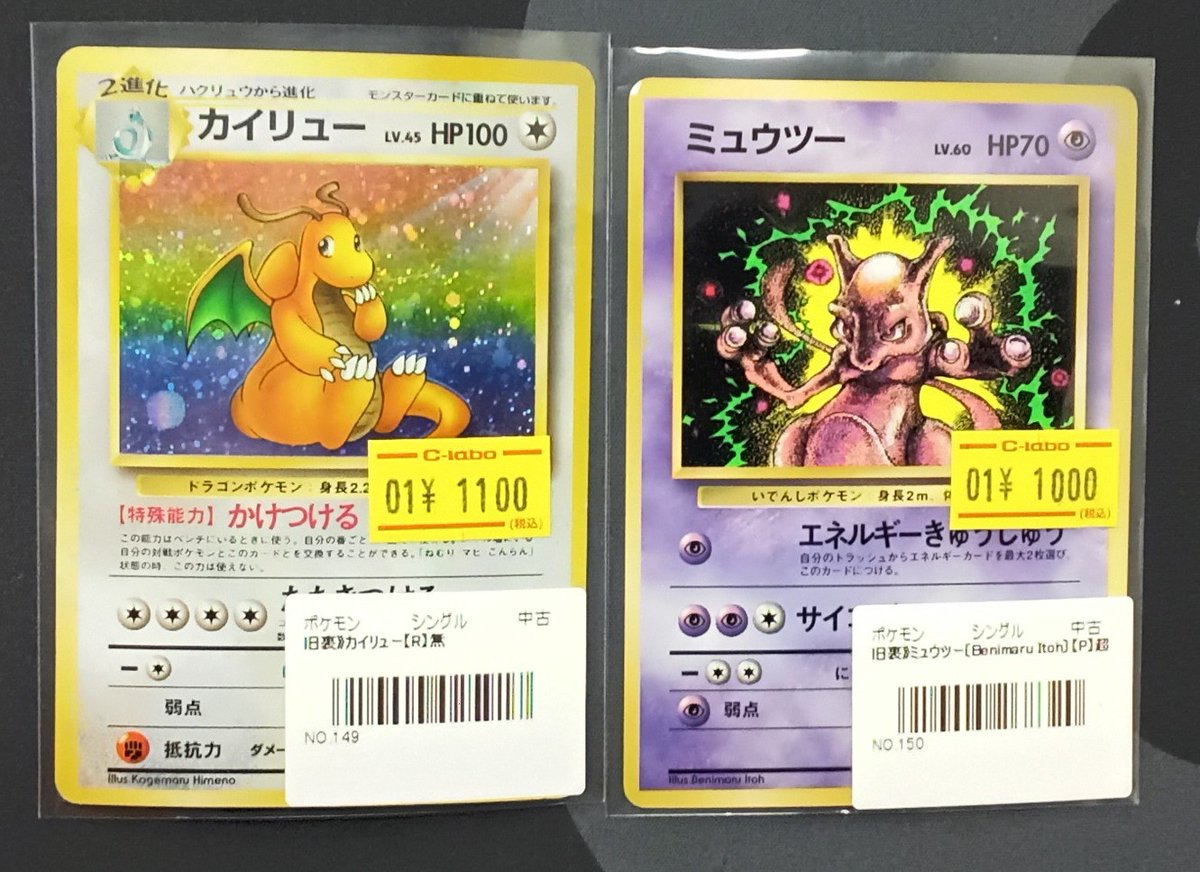 2進化 ハクリュウから進化 モンスターカードに重ねて使います。
カイリュー LV.45 HP100
C-labo
01¥ 1100
(税込)
ドラゴンポケモン 身長2.2
【特殊能力】かけつける
この能力はベンチにいるときに使う。自分の番ごと
自分の対戦ポケモンとこのカードとを交換することができる。「ねむり マヒ こんらん」
状態の時、この力は使えない。
ポケモン シングル 中古
旧裏》カイリュー【R】無
NO.149
弱点
抵抗力 ダメー
Illus Kagemaru Himeno
ミュウツー LV.60 HP70
C-labo
01¥ 1000
(税込)
いでんしポケモン 身長2m、体
エネルギーきゅうしゅう
自分のトラッシュからエネルギーカードを最大2枚選び、
このカードにつける。
サイコ
ー に
弱点
ポケモン シングル 中古
旧裏》ミュウツー[Benimaru Itoh]【P】超
NO.150
Illus Benimaru Itoh